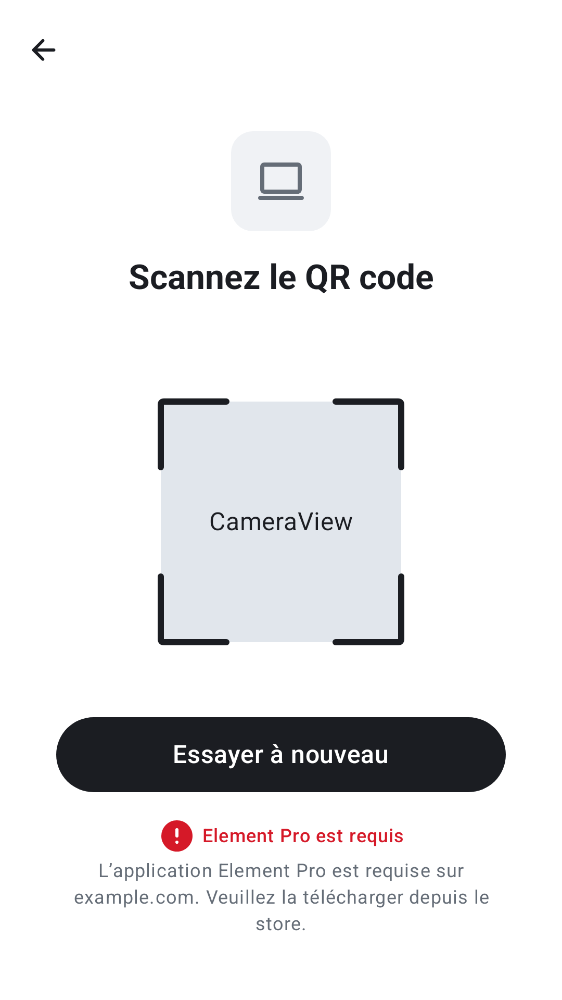 Scannez le QR code
CameraView
Essayer à nouveau
Element Pro est requis
L’application Element Pro est requise sur
example.com. Veuillez la télécharger depuis le
store.